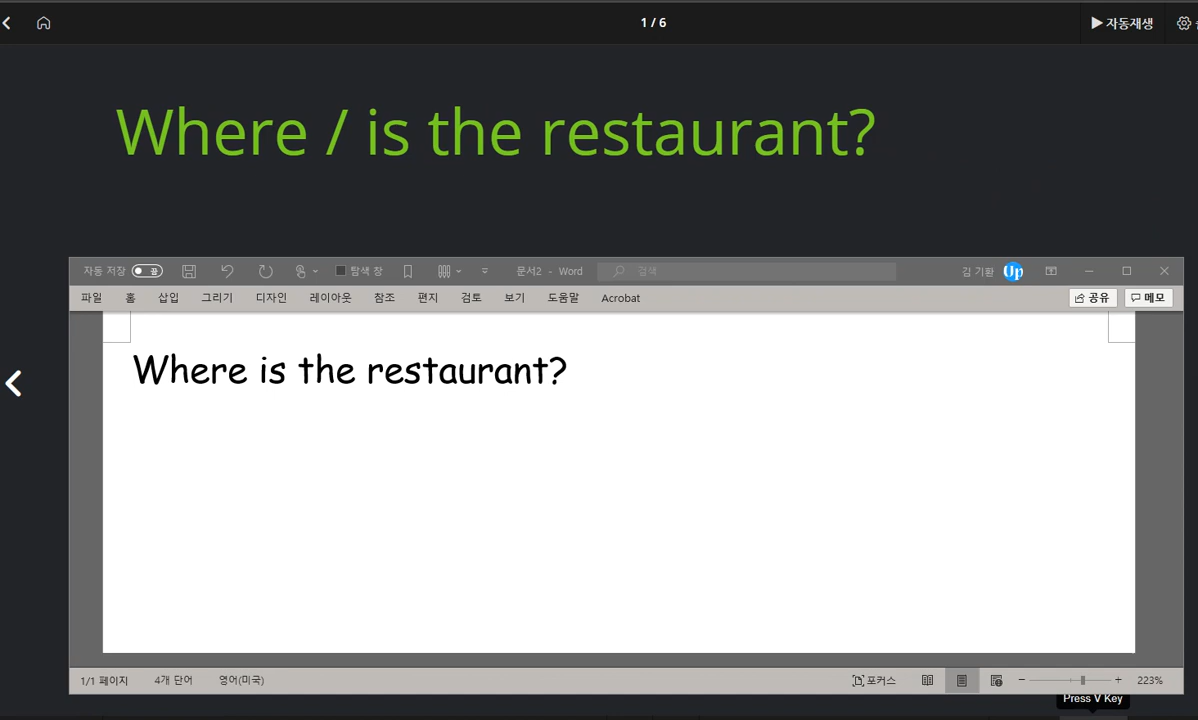 1 / 6
자동재생
Where / is the restaurant?
자동 저장 끔 탐색 창 문서2 - Word 검색 김 기환 Up
파일 홈 삽입 그리기 디자인 레이아웃 참조 편지 검토 보기 도움말 Acrobat 공유 메모
Where is the restaurant?
1/1 페이지 4개 단어 영어(미국) 포커스 223%
Press V Key